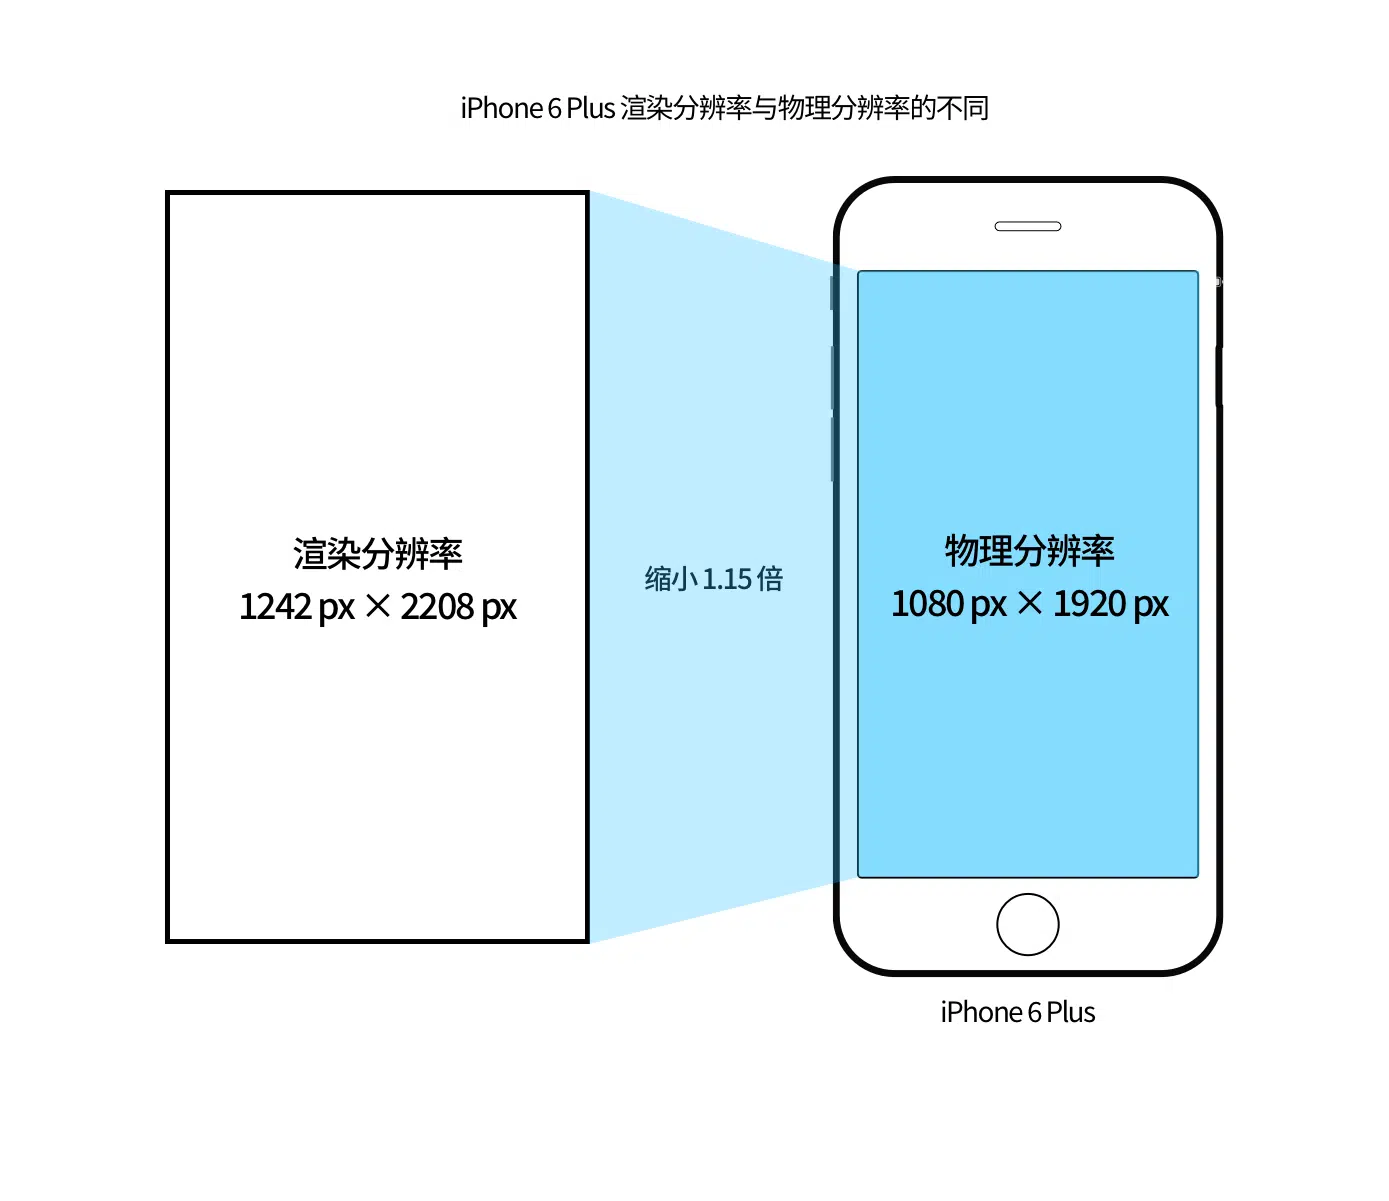 iPhone 6 Plus 渲染分辨率与物理分辨率的不同
渲染分辨率
1242 px × 2208 px
缩小 1.15 倍
物理分辨率
1080 px × 1920 px
iPhone 6 Plus